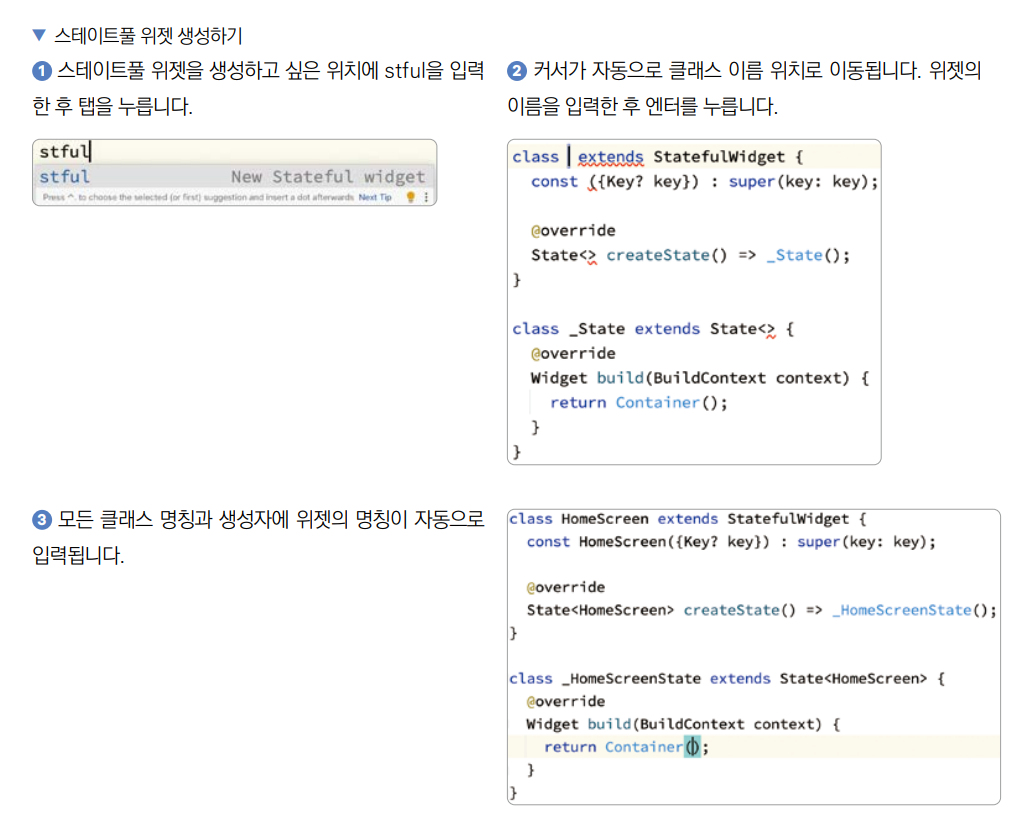 ▼ 스테이트풀 위젯 생성하기
1 스테이트풀 위젯을 생성하고 싶은 위치에 stful을 입력
한 후 탭을 누릅니다.
stful
stful New Stateful widget
Press ^. to choose the selected (or first) suggestion and insert a dot afterwards Next Tip
2 커서가 자동으로 클래스 이름 위치로 이동됩니다. 위젯의
이름을 입력한 후 엔터를 누릅니다.
class extends StatefulWidget {
const ({Key? key}) : super(key: key);
@override
State<> createState() => _State();
}
class _State extends State<> {
@override
Widget build(BuildContext context) {
return Container();
}
}
3 모든 클래스 명칭과 생성자에 위젯의 명칭이 자동으로
입력됩니다.
class HomeScreen extends StatefulWidget {
const HomeScreen({Key? key}) : super(key: key);
@override
State<HomeScreen> createState() => _HomeScreenState();
}
class _HomeScreenState extends State<HomeScreen> {
@override
Widget build(BuildContext context) {
return Container();
}
}